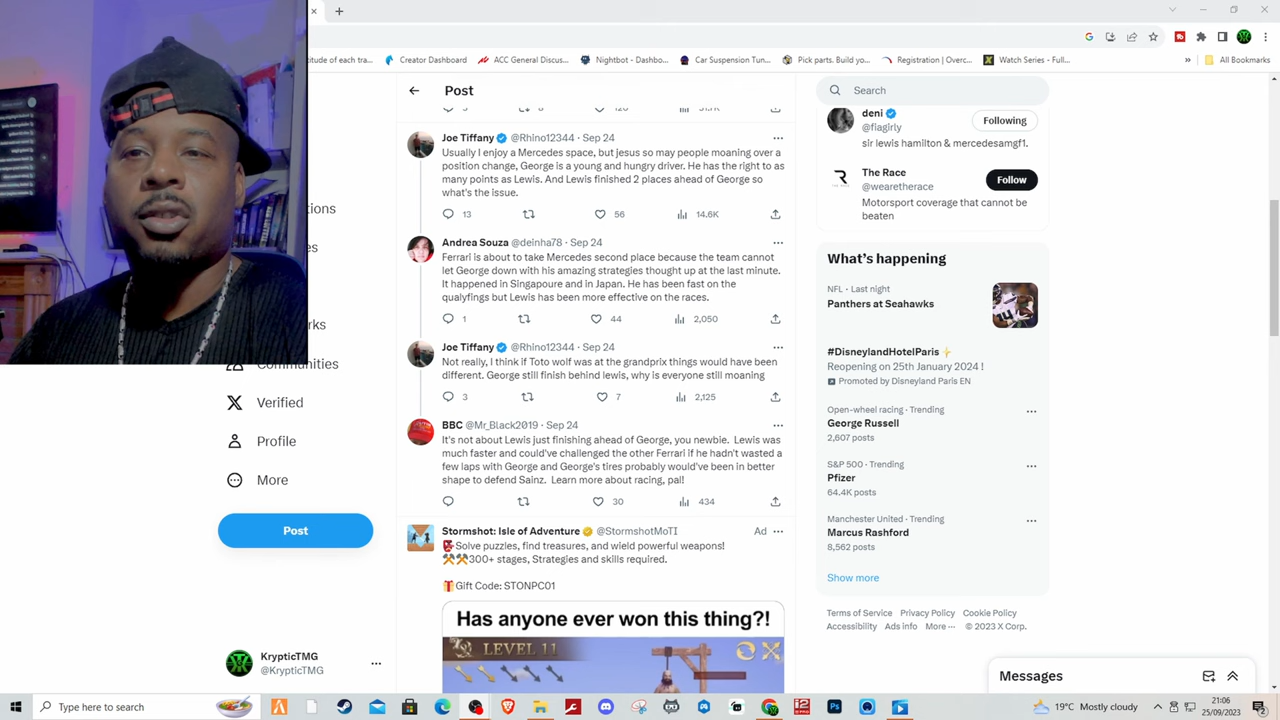 titude of each tra...
Creator Dashboard
ACC General Discus...
Nightbot - Dashbo...
Car Suspension Tun...
Pick parts. Build yo...
Registration | Overc...
Watch Series - Full...
»
All Bookmarks
Post
Search
Joe Tiffany @Rhino12344 · Sep 24
Usually I enjoy a Mercedes space, but jesus so may people moaning over a
position change, George is a young and hungry driver. He has the right to as
many points as Lewis. And Lewis finished 2 places ahead of George so
what's the issue.
13 56 14.6K
Andrea Souza @deinha78 · Sep 24
Ferrari is about to take Mercedes second place because the team cannot
let George down with his amazing strategies thought up at the last minute.
It happened in Singapoure and in Japan. He has been fast on the
qualyfings but Lewis has been more effective on the races.
1 44 2,050
Joe Tiffany @Rhino12344 · Sep 24
Not really, I think if Toto wolf was at the grandprix things would have been
different. George still finish behind lewis, why is everyone still moaning
3 7 2,125
BBC @Mr_Black2019 · Sep 24
It's not about Lewis just finishing ahead of George, you newbie. Lewis was
much faster and could've challenged the other Ferrari if he hadn't wasted a
few laps with George and George's tires probably would've been in better
shape to defend Sainz. Learn more about racing, pal!
30 434
Stormshot: Isle of Adventure @StormshotMoTI Ad
Solve puzzles, find treasures, and wield powerful weapons!
300+ stages, Strategies and skills required.
Gift Code: STONPC01
Has anyone ever won this thing?!
LEVEL 11
deni
@fiagirly
Following
sir lewis hamilton & mercedesamgf1.
The Race
@wearetherace
Follow
Motorsport coverage that cannot be
beaten
What's happening
NFL · Last night
Panthers at Seahawks
#DisneylandHotelParis
Reopening on 25th January 2024 !
Promoted by Disneyland Paris EN
Open-wheel racing · Trending
George Russell
2,607 posts
S&P 500 · Trending
Pfizer
64.4K posts
Manchester United · Trending
Marcus Rashford
8,562 posts
Show more
Terms of Service Privacy Policy Cookie Policy
Accessibility Ads info More ··· © 2023 X Corp.
Messages
Communities
Verified
Profile
More
Post
KrypticTMG
@KrypticTMG
Type here to search
19°C Mostly cloudy
21:06
25/09/2023